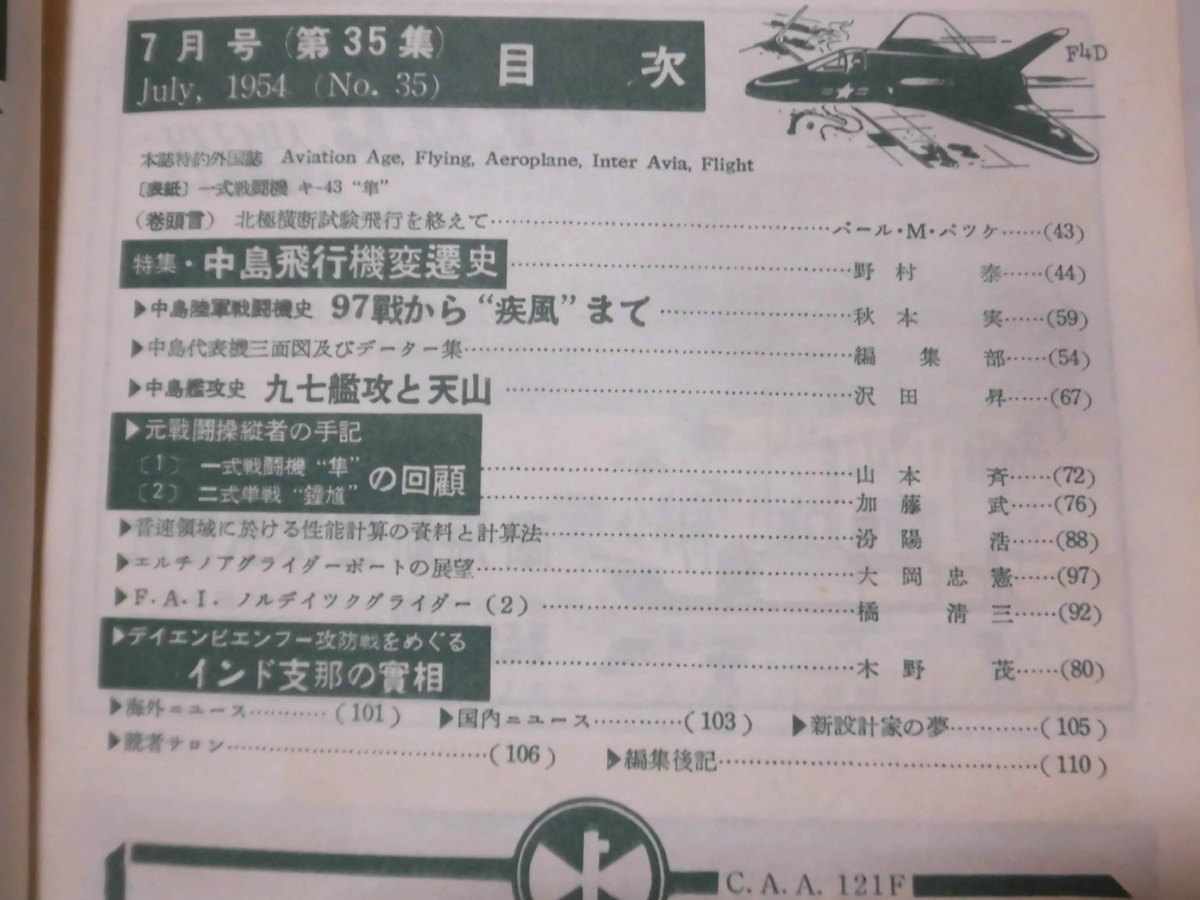 7月号(第35集)
July, 1954 (No. 35)
目次
F4D
本誌特約外国誌 Aviation Age, Flying, Aeroplane, Inter Avia, Flight
〔表紙〕一式戦闘機 キ-43 “隼”
(巻頭言) 北極横断試験飛行を終えて……パール・M・バツケ……(43)
特集・中島飛行機変遷史……野村 泰……(44)
▶中島陸軍戦闘機史 97戰から“疾風”まて……秋本 実……(59)
▶中島代表機三面図及びデーター集……編集部……(54)
▶中島艦攻史 九七艦攻と天山……沢田 昇……(67)
▶元戦闘操縦者の手記
〔1〕 一式戦闘機 “隼” の回顧……山本 斉……(72)
〔2〕 二式単戦 “鐘馗” ……加藤 武……(76)
▶音速領域に於ける性能計算の資料と計算法……汾陽 浩……(88)
▶エルチノアグライダーポートの展望……大岡忠憲……(97)
▶F.A.I. ノルデイツクグライダー(2)……橘 清三……(92)
▶デイエンビエンフー攻防戦をめぐる
インド支那の實相……木野 茂……(80)
▶海外ニュース……(101) ▶国内ニュース……(103) ▶新設計家の夢……(105)
▶読者サロン……(106) ▶編集後記……(110)
C.A.A. 121F